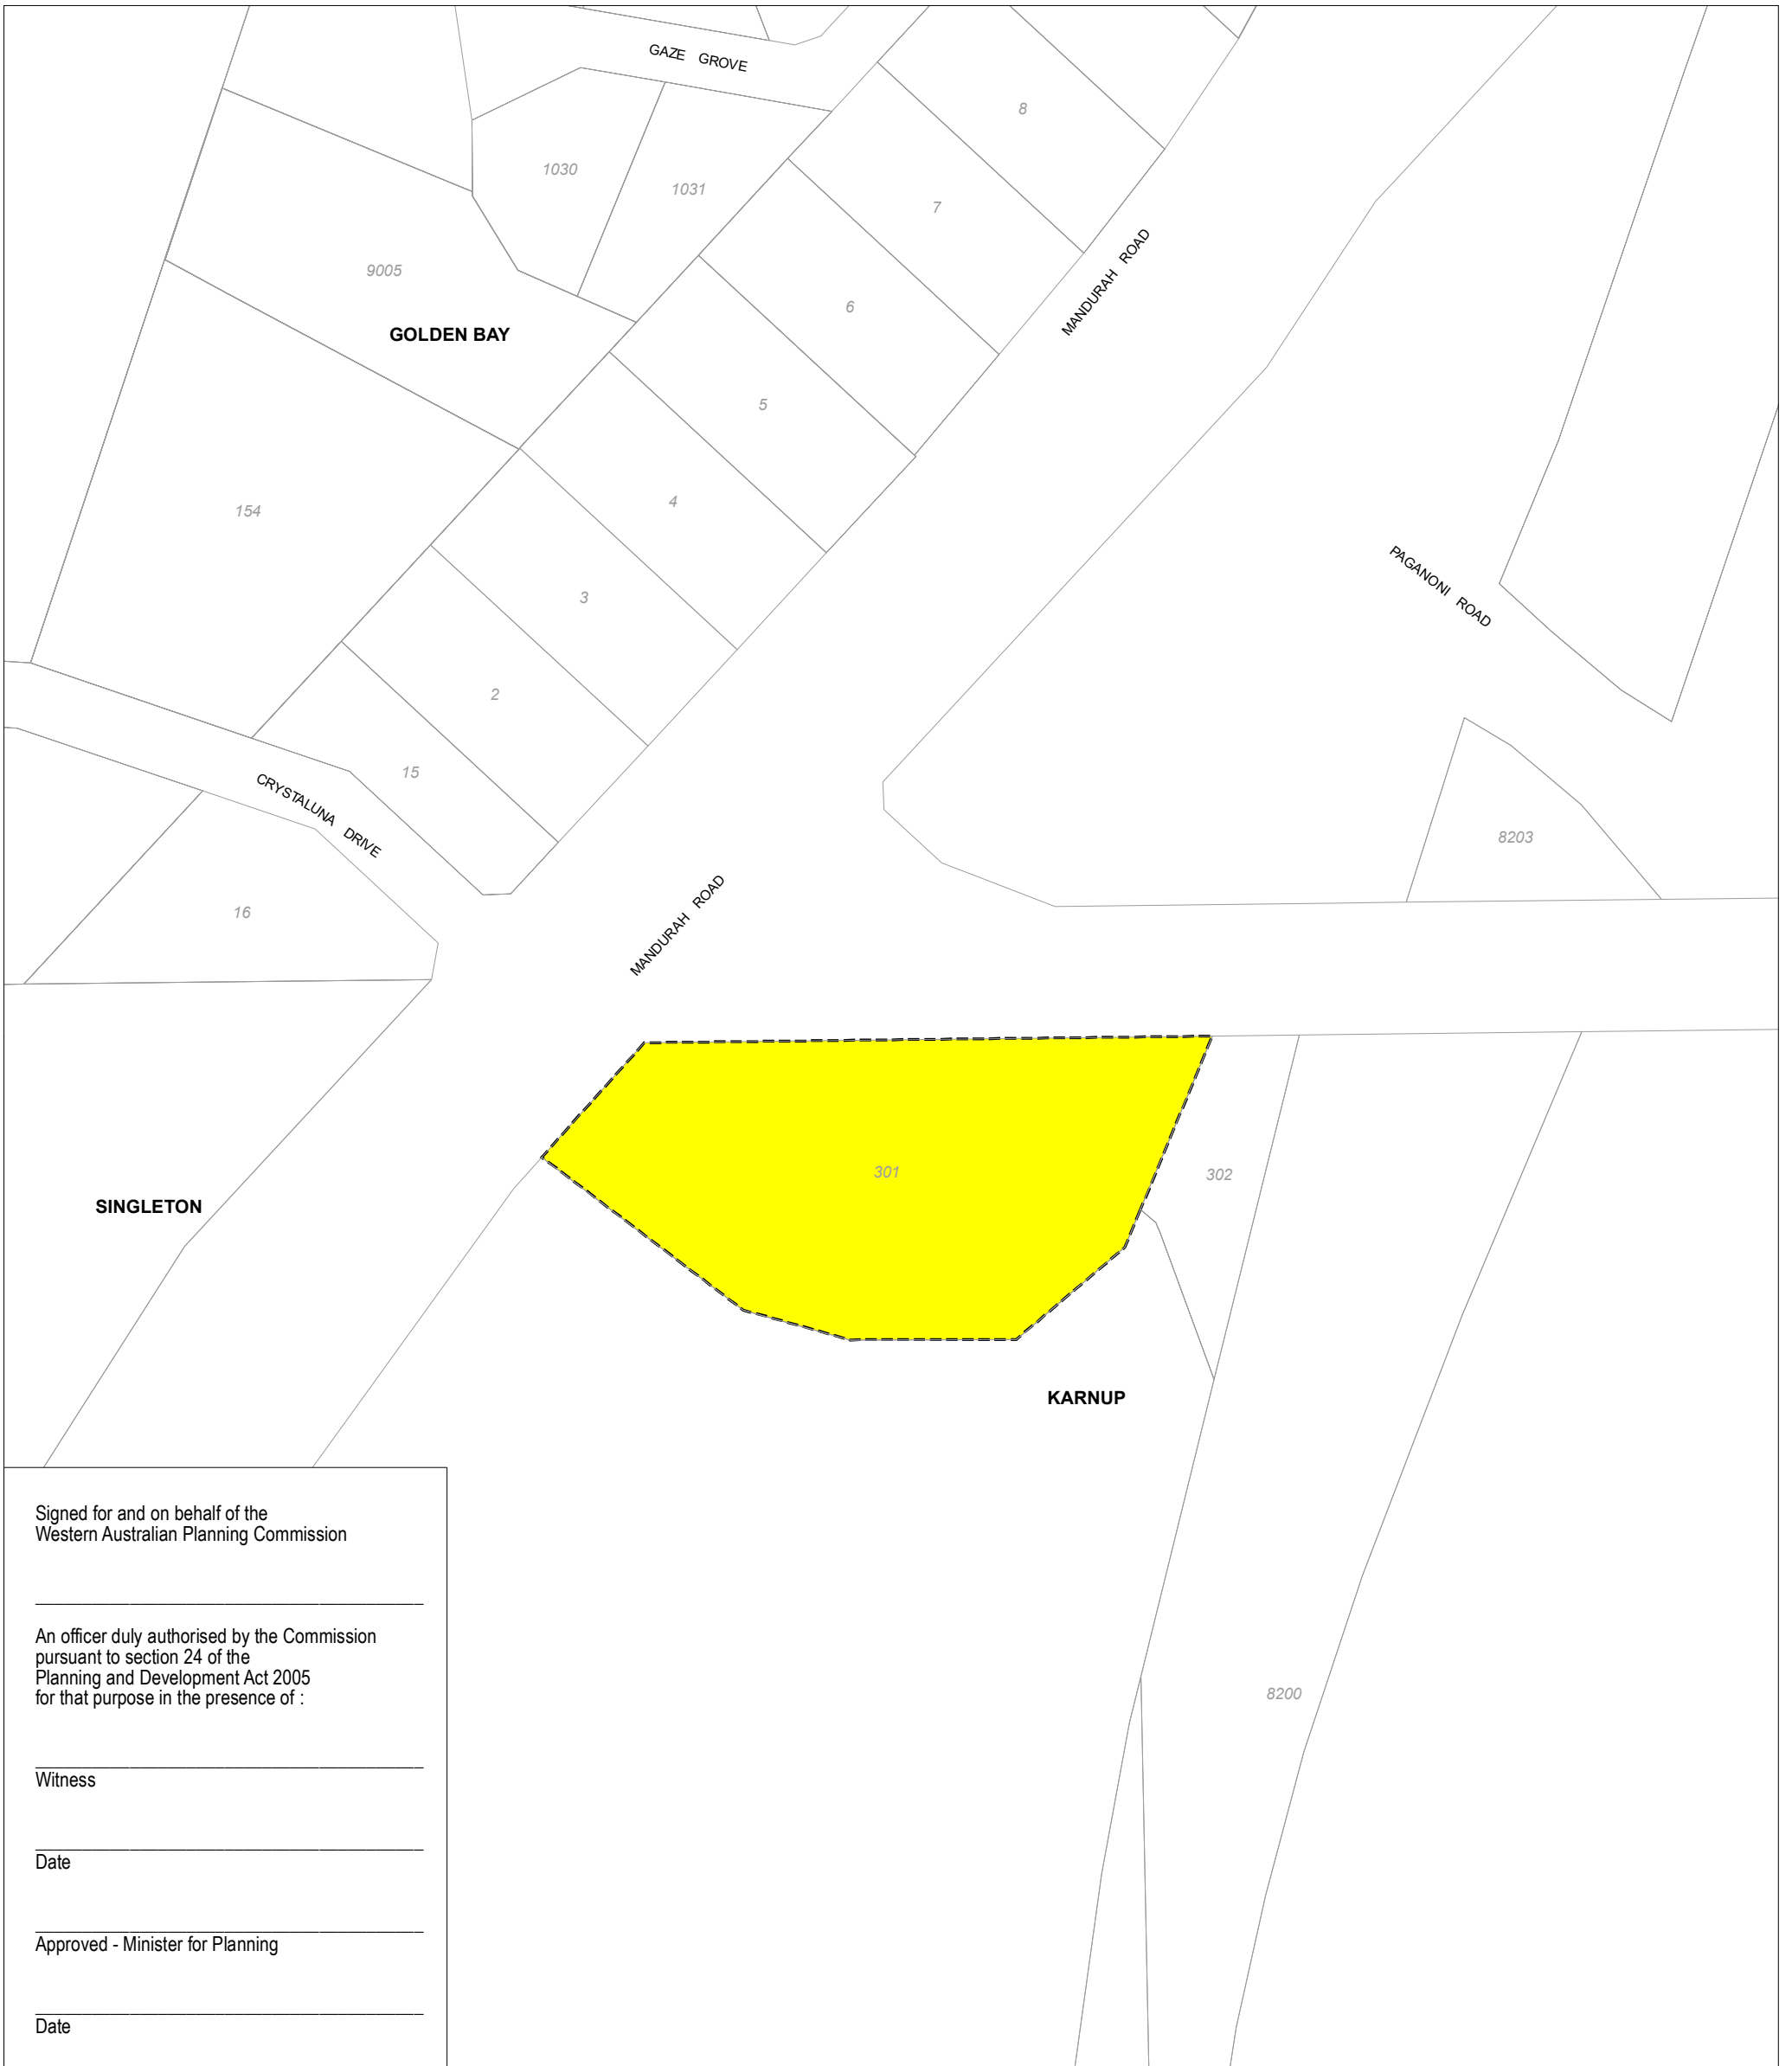 GAZE GROVE
8
1030
1031
7
MANDURAH ROAD
9005
6
GOLDEN BAY
5
4
154
PAGANONI ROAD
3
2
15
CRYSTALUNA DRIVE
8203
16
MANDURAH ROAD
301
302
SINGLETON
KARNUP
8200
Signed for and on behalf of the
Western Australian Planning Commission
An officer duly authorised by the Commission
pursuant to section 24 of the
Planning and Development Act 2005
for that purpose in the presence of :
Witness
Date
Approved - Minister for Planning
Date